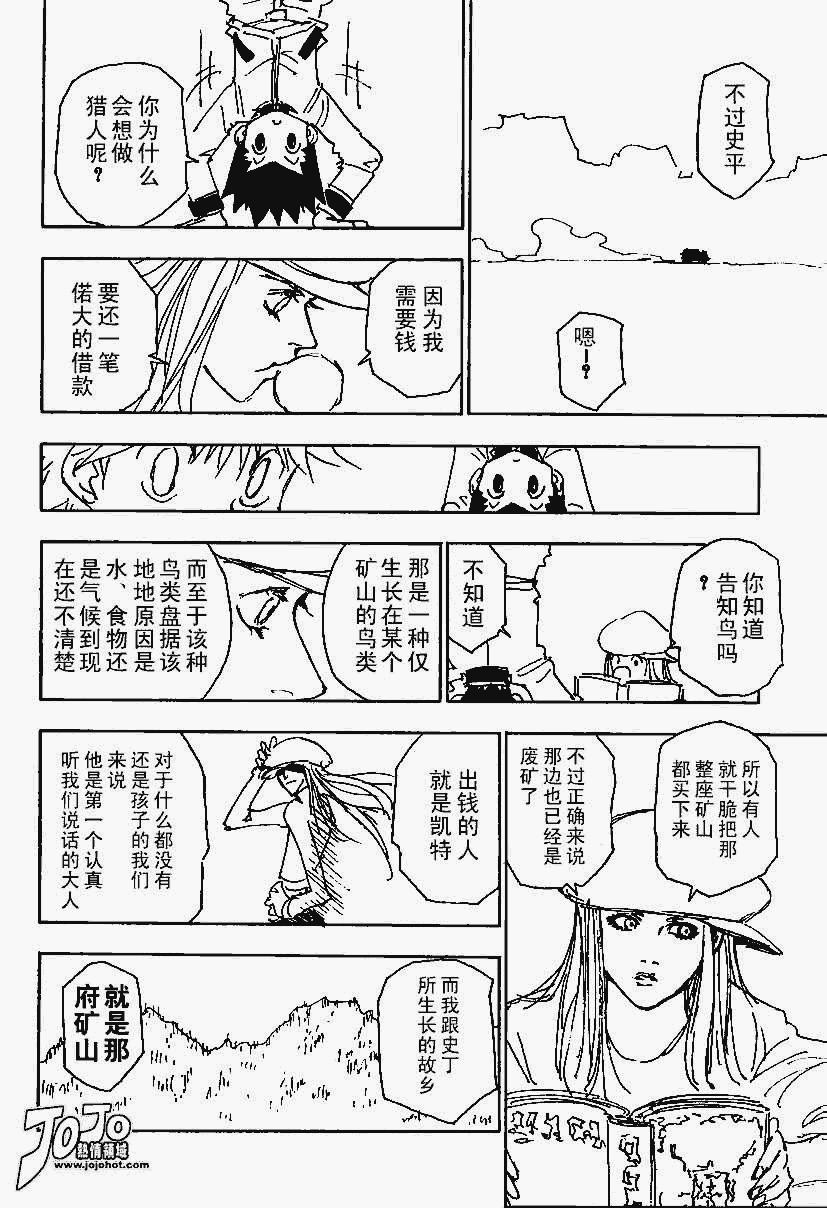 不过史平
嗯—?
你为什么
会想做
猎人呢?
因为我
需要钱
要还一笔
偌大的借款
你知道
告知鸟吗
?
不知道
那是一种仅
生长在某个
矿山的鸟类
而至于该种
鸟类盘据该
地地原因是
水、食物还
是气候到现
在还不清楚
所以有人
就干脆把那
整座矿山
都买下来
不过正确来说
那边也已经是
废矿了
出钱的人
就是凯特
对于什么都没有
还是孩子的我们
来说
他是第一个认真
听我们说话的大人
而我跟史丁
所生长的故乡
就是那
府矿山
JOJO
熱情領域
www.jojohot.com